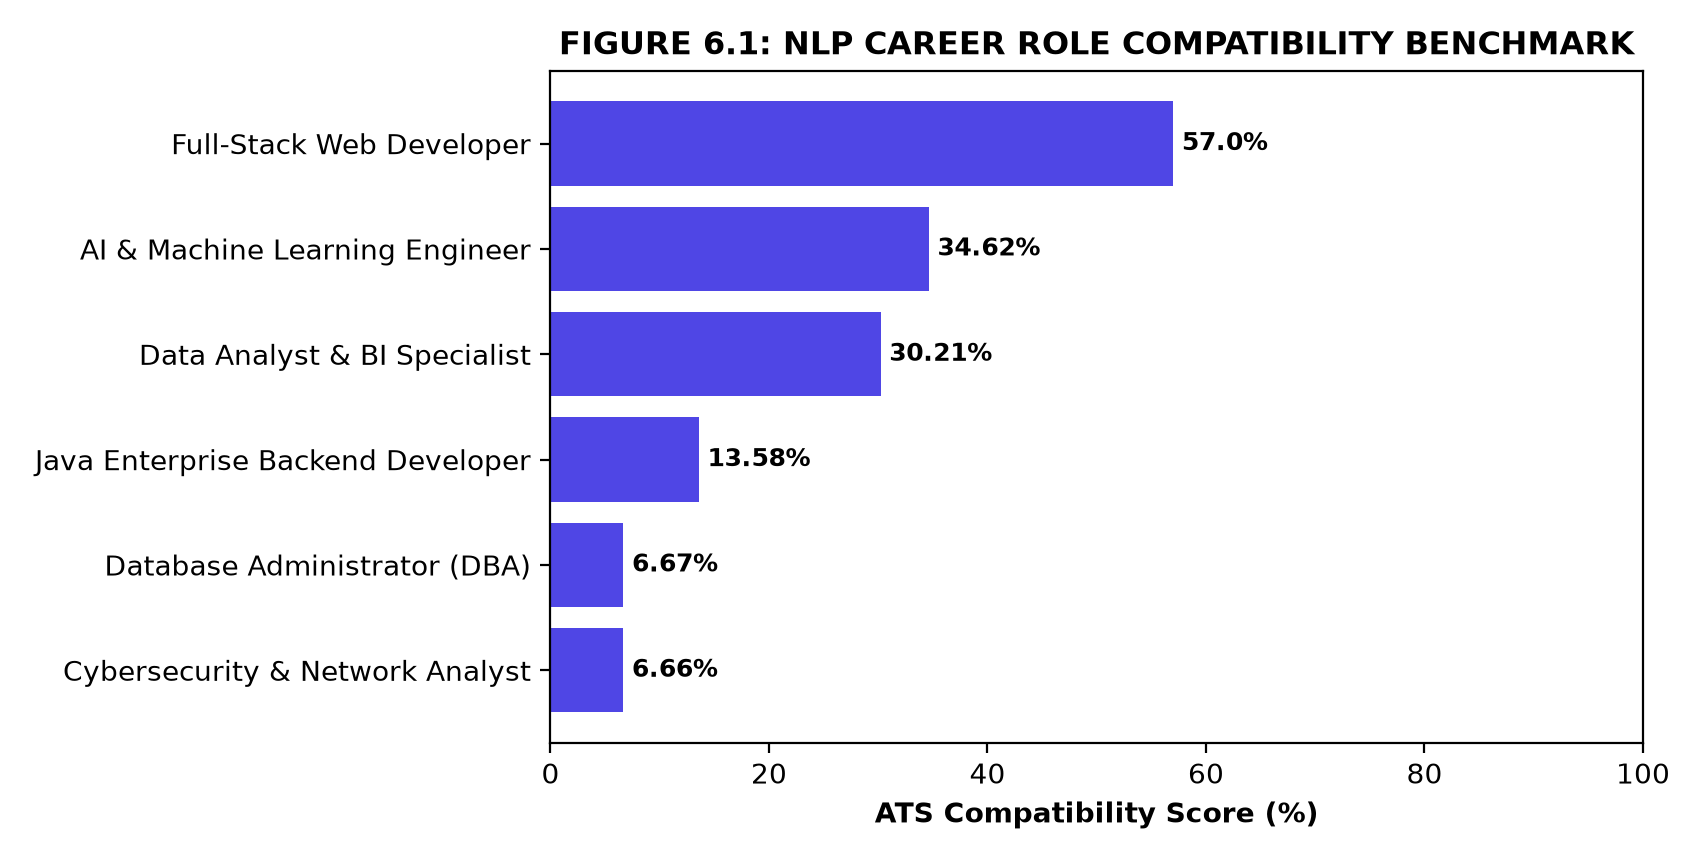 FIGURE 6.1: NLP CAREER ROLE COMPATIBILITY BENCHMARK
Full-Stack Web Developer
57.0%
AI & Machine Learning Engineer
34.62%
Data Analyst & BI Specialist
30.21%
Java Enterprise Backend Developer
13.58%
Database Administrator (DBA)
6.67%
Cybersecurity & Network Analyst
6.66%
0 20 40 60 80 100
ATS Compatibility Score (%)